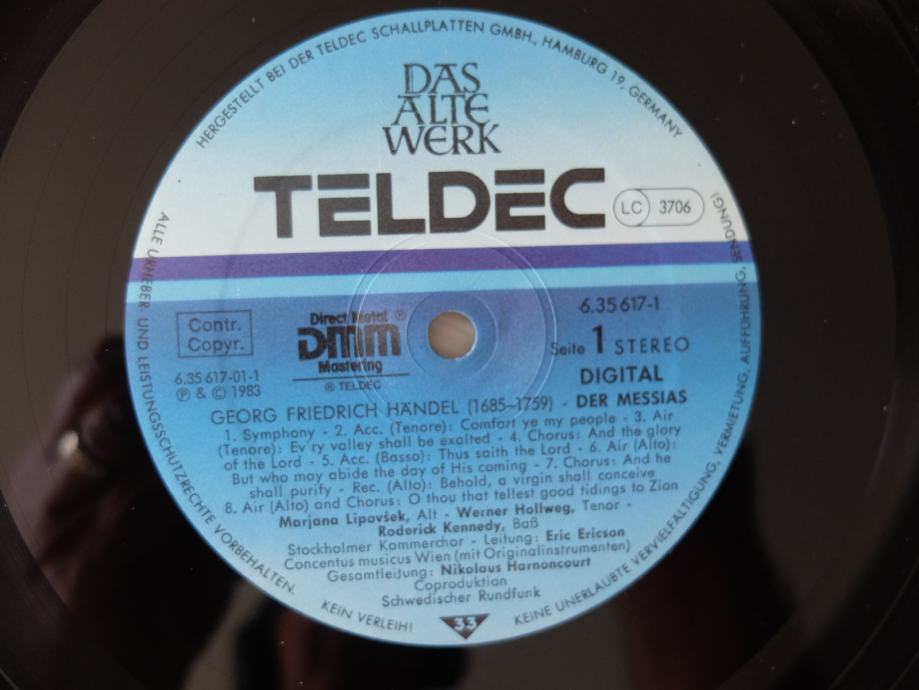 HERGESTELLT BEI DER TELDEC SCHALLPLATTEN GMBH., HAMBURG 19, GERMANY
DAS
ALTE
WERK
TELDEC
LC 3706
6.35617-1
Contr.
Copyr.
Direct Metal ®
DMM
Mastering
® TELDEC
Seite 1 STEREO
DIGITAL
6.35 617-01-1
℗ & © 1983
GEORG FRIEDRICH HÄNDEL (1685-1759) - DER MESSIAS
1. Symphony - 2. Acc. (Tenore): Comfort ye my people - 3. Air
(Tenore): Ev'ry valley shall be exalted - 4. Chorus: And the glory
of the Lord - 5. Acc. (Basso): Thus saith the Lord - 6. Air (Alto):
But who may abide the day of His coming - 7. Chorus: And he
shall purify - Rec. (Alto): Behold, a virgin shall conceive
8. Air (Alto) and Chorus: O thou that tellest good tidings to Zion
Marjana Lipovšek, Alt - Werner Hollweg, Tenor -
Roderick Kennedy, Baß
Stockholmer Kammerchor - Leitung: Eric Ericson
Concentus musicus Wien (mit Originalinstrumenten)
Gesamtleitung: Nikolaus Harnoncourt
Coproduktion
Schwedischer Rundfunk
33
ALLE URHEBER- UND LEISTUNGSSCHUTZRECHTE VORBEHALTEN.
KEIN VERLEIH!
KEINE UNERLAUBTE VERVIELFÄLTIGUNG, VERMIETUNG, AUFFÜHRUNG, SENDUNG!